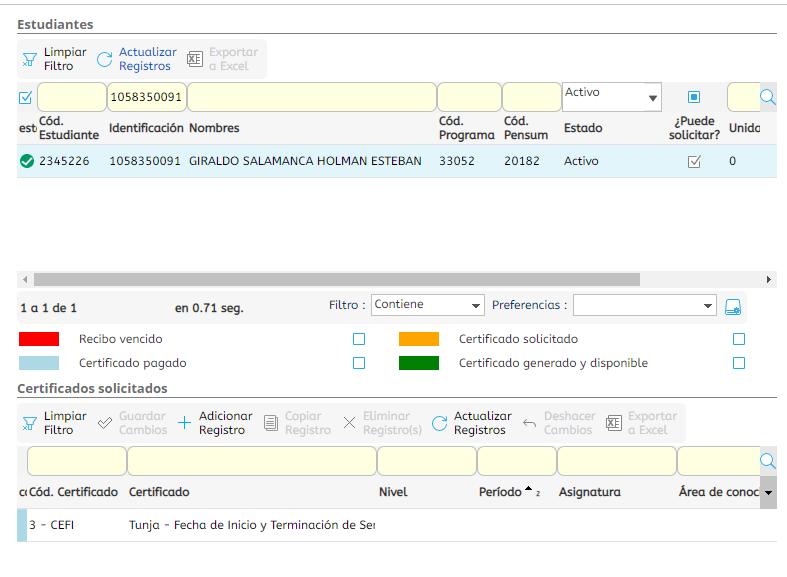 Estudiantes
Limpiar Filtro
Actualizar Registros
Exportar a Excel
1058350091
Activo
est
Cód. Estudiante
Identificación
Nombres
Cód. Programa
Cód. Pensum
Estado
¿Puede solicitar?
Unida
2345226
1058350091
GIRALDO SALAMANCA HOLMAN ESTEBAN
33052
20182
Activo
0
1 a 1 de 1
en 0.71 seg.
Filtro :
Contiene
Preferencias :
Recibo vencido
Certificado solicitado
Certificado pagado
Certificado generado y disponible
Certificados solicitados
Limpiar Filtro
Guardar Cambios
Adicionar Registro
Copiar Registro
Eliminar Registro(s)
Actualizar Registros
Deshacer Cambios
Exportar a Excel
Cód. Certificado
Certificado
Nivel
Período
2
Asignatura
Área de conoc
3 - CEFI
Tunja - Fecha de Inicio y Terminación de Ser